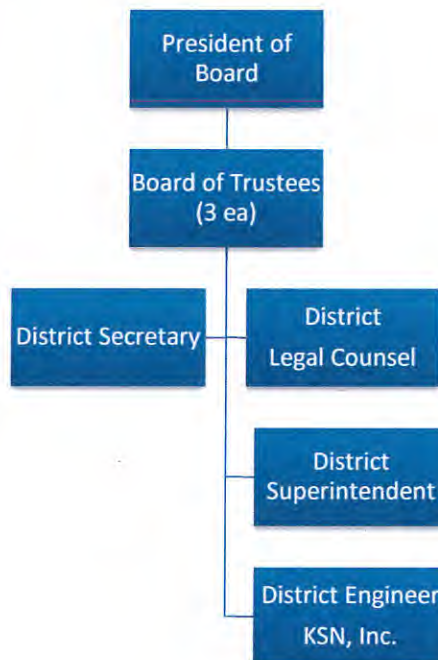 President of
Board
Board of Trustees
(3 ea)
District Secretary
District
Legal Counsel
District
Superintendent
District Engineer
KSN, Inc.